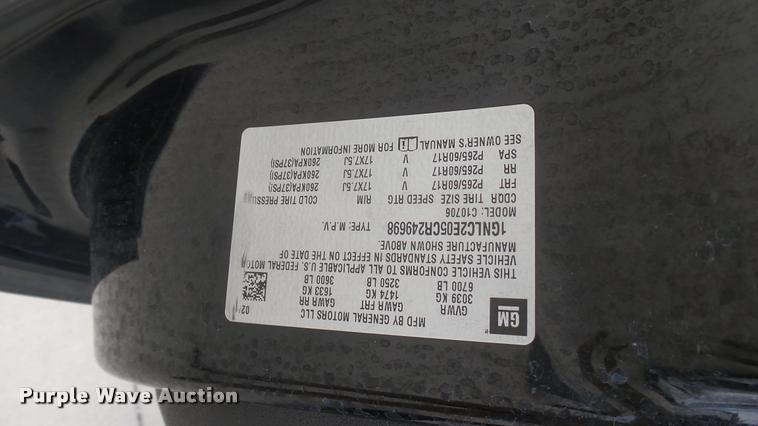 GM
MFD BY GENERAL MOTORS LLC
02/
GVWR GAWR FRT GAWR RR
3039 KG 1474 KG 1633 KG
6700 LB 3250 LB 3600 LB
THIS VEHICLE CONFORMS TO ALL APPLICABLE U.S. FEDERAL MOTOR
VEHICLE SAFETY STANDARDS IN EFFECT ON THE DATE OF
MANUFACTURE SHOWN ABOVE.
1GNLC2E05CR249698 TYPE: M.P.V.
MODEL: C10706
CDQR TIRE SIZE SPEED RTG RIM COLD TIRE PRESSU
FRT P265/60R17 V 17X7.5J 260KPA(37PSI)
RR P265/60R17 V 17X7.5J 260KPA(37PSI)
SPA P265/60R17 V 17X7.5J 260KPA(37PSI)
SEE OWNER'S MANUAL FOR MORE INFORMATION
Purple Wave Auction